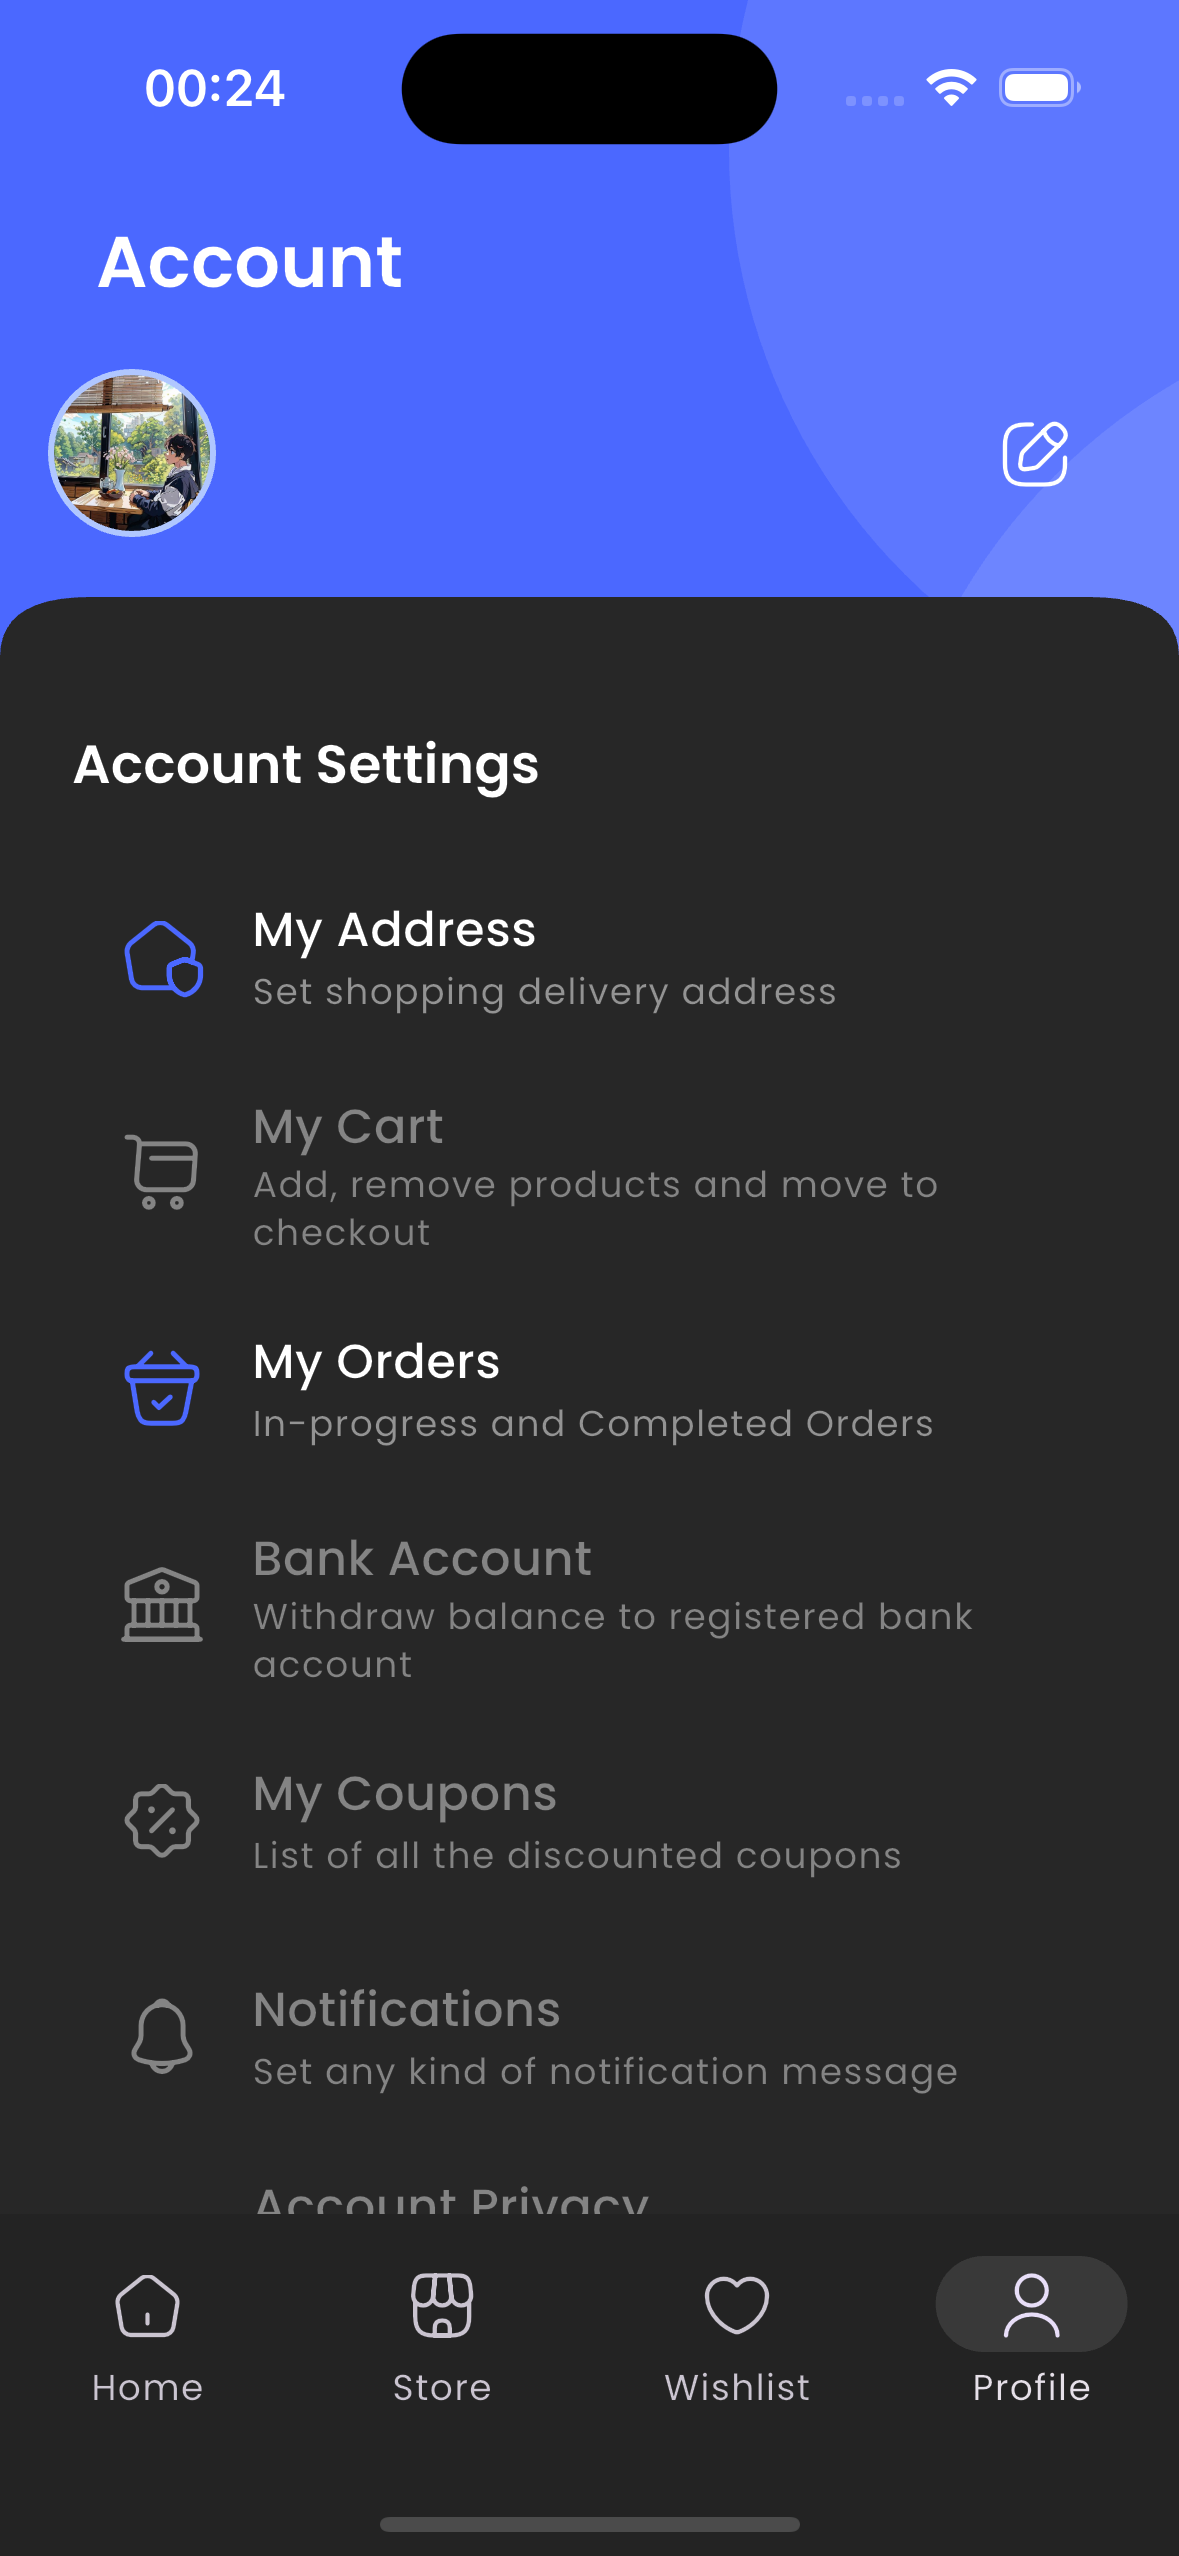 00:24
Account
Account Settings
My Address
Set shopping delivery address
My Cart
Add, remove products and move to
checkout
My Orders
In-progress and Completed Orders
Bank Account
Withdraw balance to registered bank
account
My Coupons
List of all the discounted coupons
Notifications
Set any kind of notification message
Account Privacy
Home
Store
Wishlist
Profile